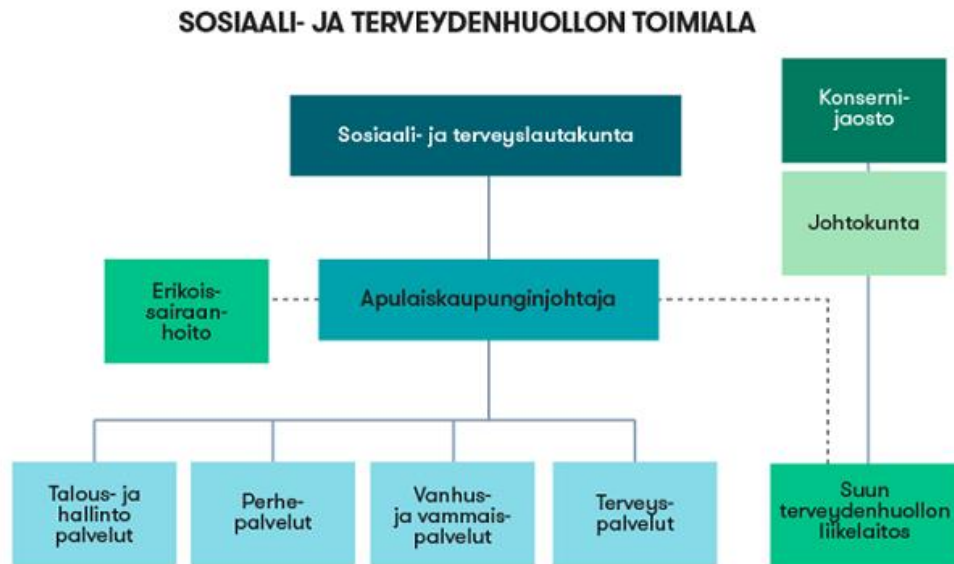 SOSIAALI- JA TERVEYDENHUOLLON TOIMIALA
Konserni-
jaosto
Sosiaali- ja terveyslautakunta
Johtokunta
Erikois-
sairaan-
hoito
Apulaiskaupunginjohtaja
Talous- ja
hallinto
palvelut
Perhe-
palvelut
Vanhus-
ja vammais-
palvelut
Terveys-
palvelut
Suun
terveydenhuollon
liikelaitos